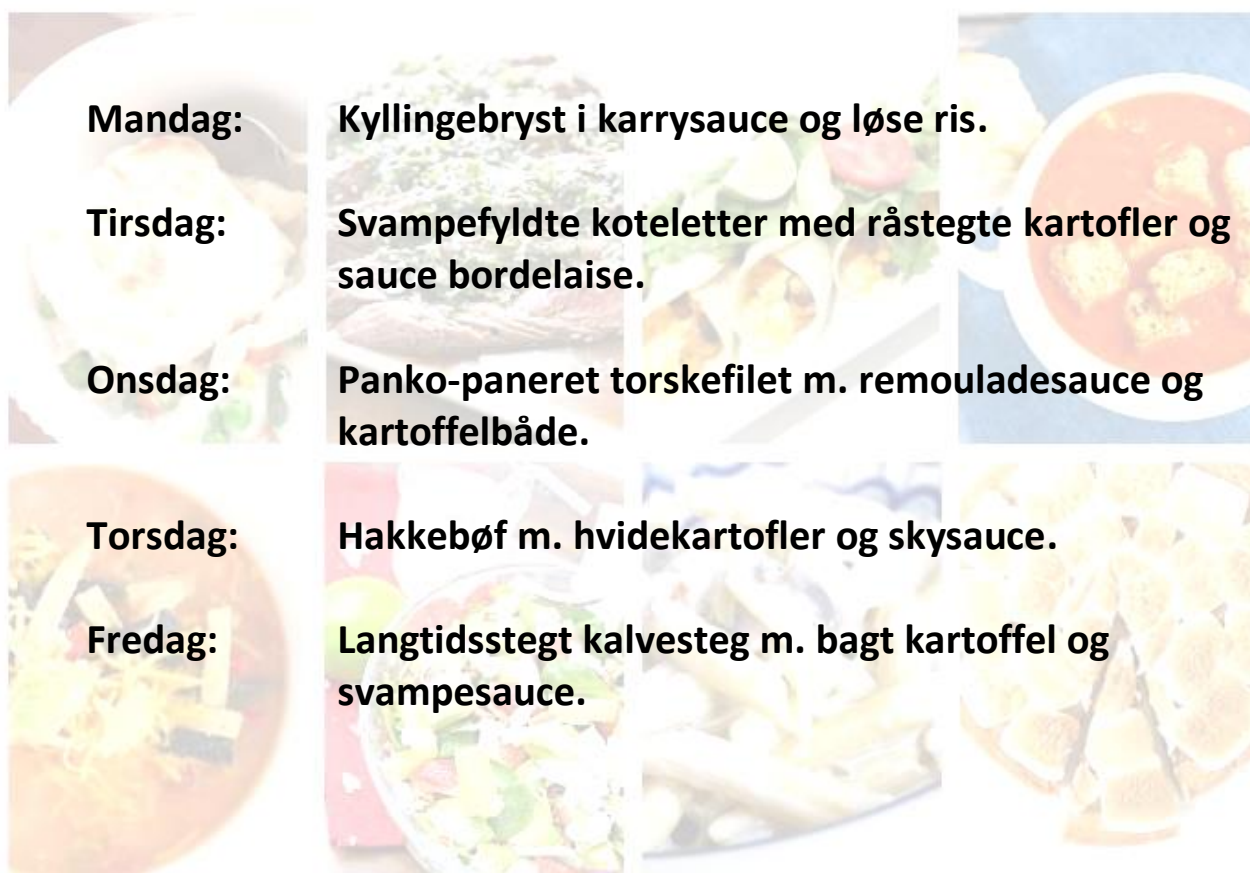 Mandag: Kyllingebryst i karrysauce og løse ris.
Tirsdag: Svampefyldte koteletter med råstegte kartofler og
sauce bordelaise.
Onsdag: Panko-paneret torskefilet m. remouladesauce og
kartoffelbåde.
Torsdag: Hakkebøf m. hvidekartofler og skysauce.
Fredag: Langtidsstegt kalvesteg m. bagt kartoffel og
svampesauce.